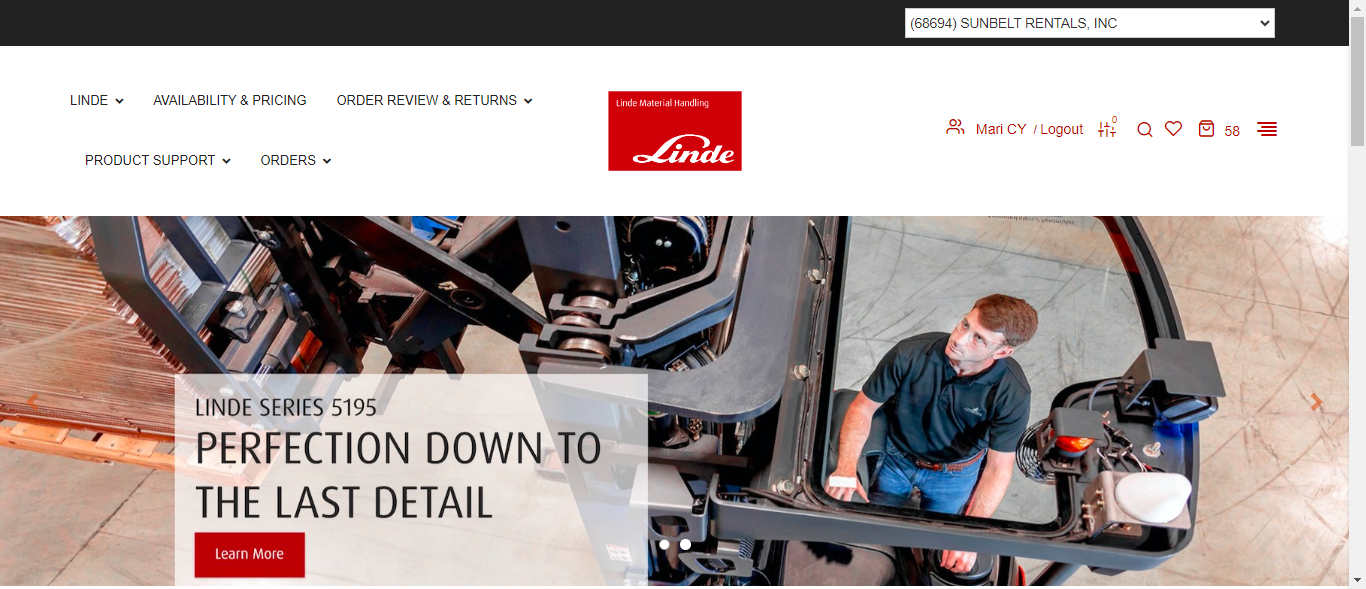 (68694) SUNBELT RENTALS, INC
LINDE
AVAILABILITY & PRICING
ORDER REVIEW & RETURNS
PRODUCT SUPPORT
ORDERS
Linde Material Handling
Linde
Mari CY / Logout
0
58
LINDE SERIES 5195
PERFECTION DOWN TO
THE LAST DETAIL
Learn More